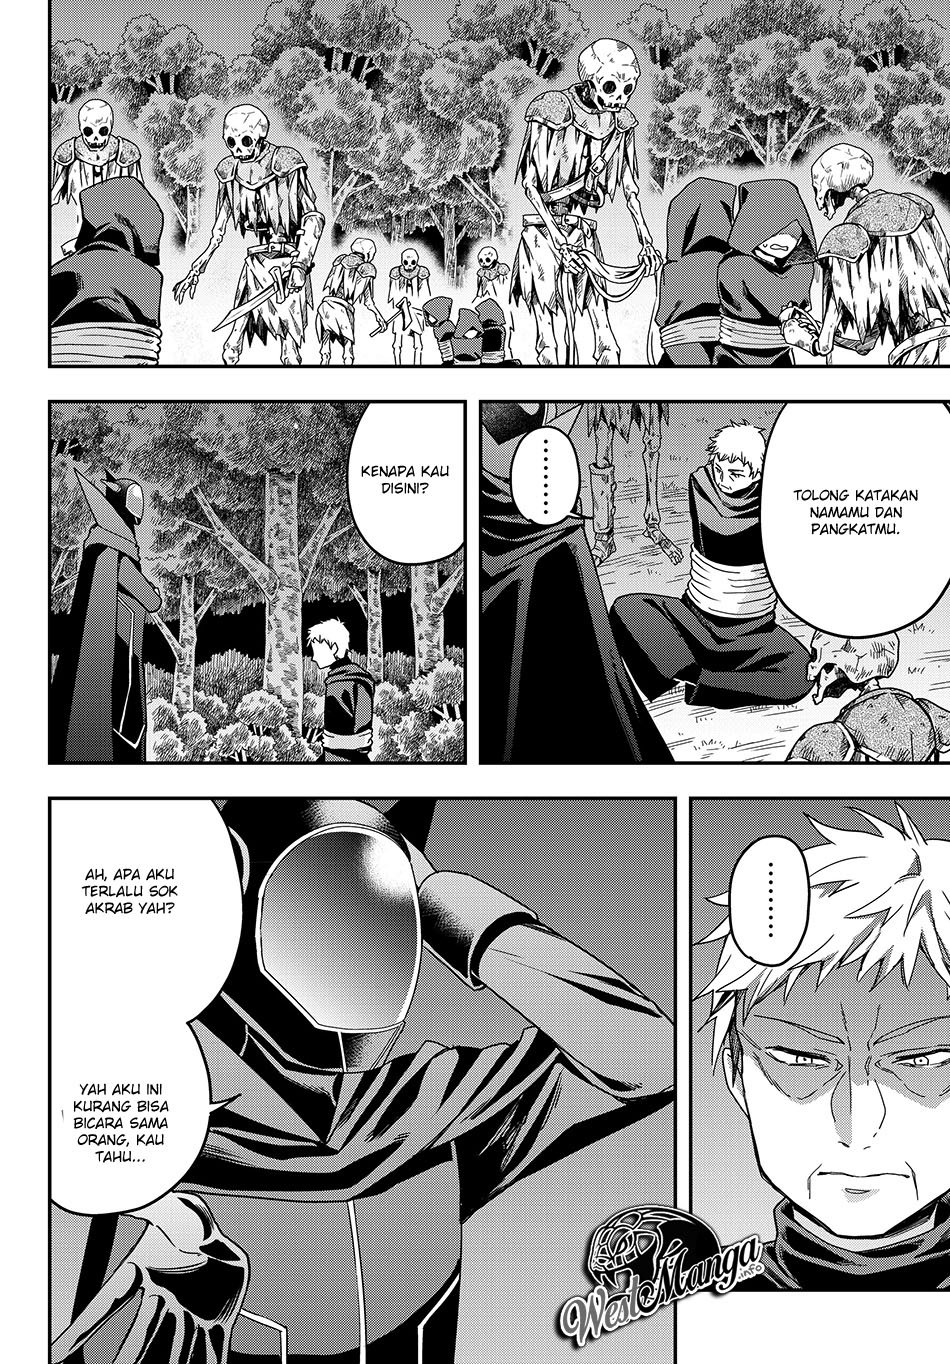 TOLONG KATAKAN
NAMAMU DAN
PANGKATMU.
KENAPA KAU
DISINI?
AH, APA AKU
TERLALU SOK
AKRAB YAH?
YAH AKU INI
KURANG BISA
BICARA SAMA
ORANG, KAU
TAHU...
WestManga
.info